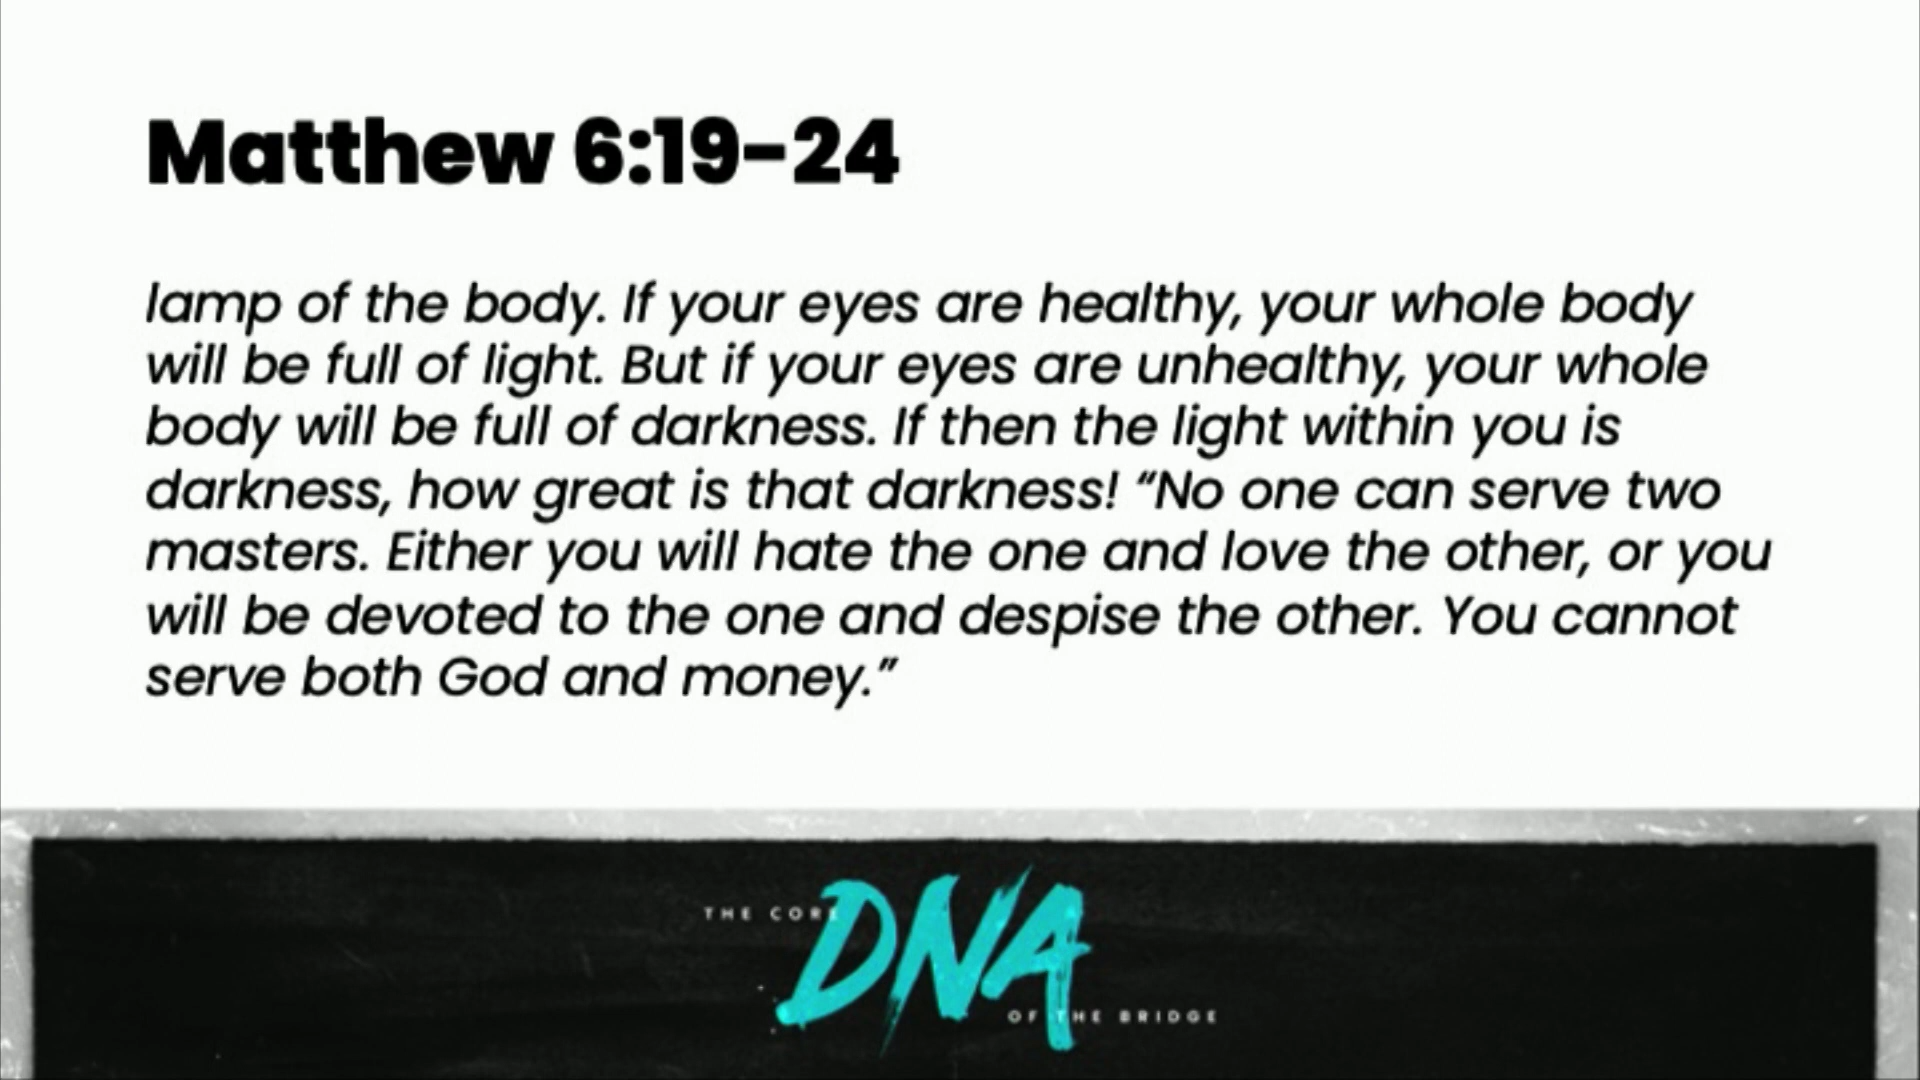 Matthew 6:19–24
lamp of the body. If your eyes are healthy, your whole body
will be full of light. But if your eyes are unhealthy, your whole
body will be full of darkness. If then the light within you is
darkness, how great is that darkness! “No one can serve two
masters. Either you will hate the one and love the other, or you
will be devoted to the one and despise the other. You cannot
serve both God and money.”
THE CORE
DNA
OF THE BRIDGE